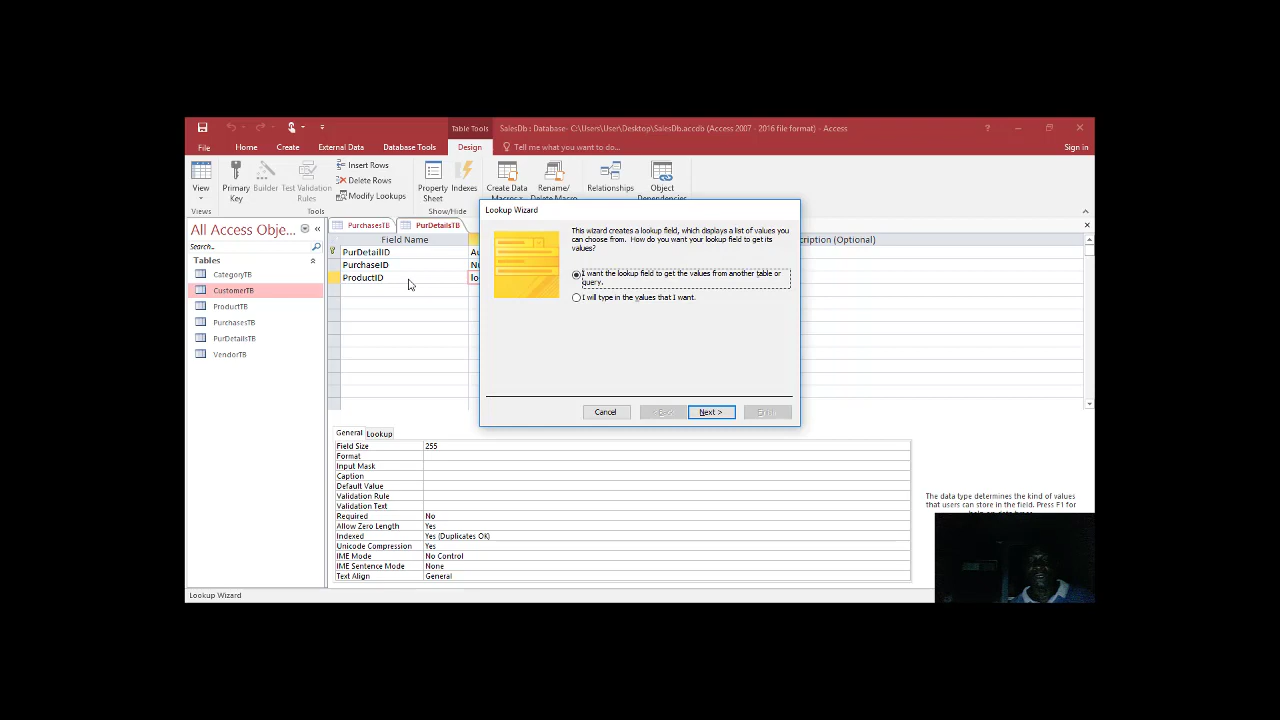 Table Tools
SalesDb : Database- C:\Users\User\Desktop\SalesDb.accdb (Access 2007 - 2016 file format) - Access
?
File
Home
Create
External Data
Database Tools
Design
Tell me what you want to do...
Sign in
View
Primary
Key
Builder
Test Validation
Rules
Insert Rows
Delete Rows
Modify Lookups
Property
Sheet
Indexes
Create Data
Macros
Rename/
Delete Macro
Relationships
Object
Dependencies
Views
Tools
Show/Hide
All Access Obje...
Search..
Tables
CategoryTB
CustomerTB
ProductTB
PurchasesTB
PurDetailsTB
VendorTB
PurchasesTB
PurDetailsTB
Field Name
cription (Optional)
PurDetailID
Au
PurchaseID
N
ProductID
lo
Lookup Wizard
This wizard creates a lookup field, which displays a list of values you
can choose from. How do you want your lookup field to get its
values?
I want the lookup field to get the values from another table or
query.
I will type in the values that I want.
Cancel
< Back
Next >
Finish
General
Lookup
Field Size 255
Format
Input Mask
Caption
Default Value
Validation Rule
Validation Text
Required No
Allow Zero Length Yes
Indexed Yes (Duplicates OK)
Unicode Compression Yes
IME Mode No Control
IME Sentence Mode None
Text Align General
The data type determines the kind of values
that users can store in the field. Press F1 for
help on data types.
Lookup Wizard